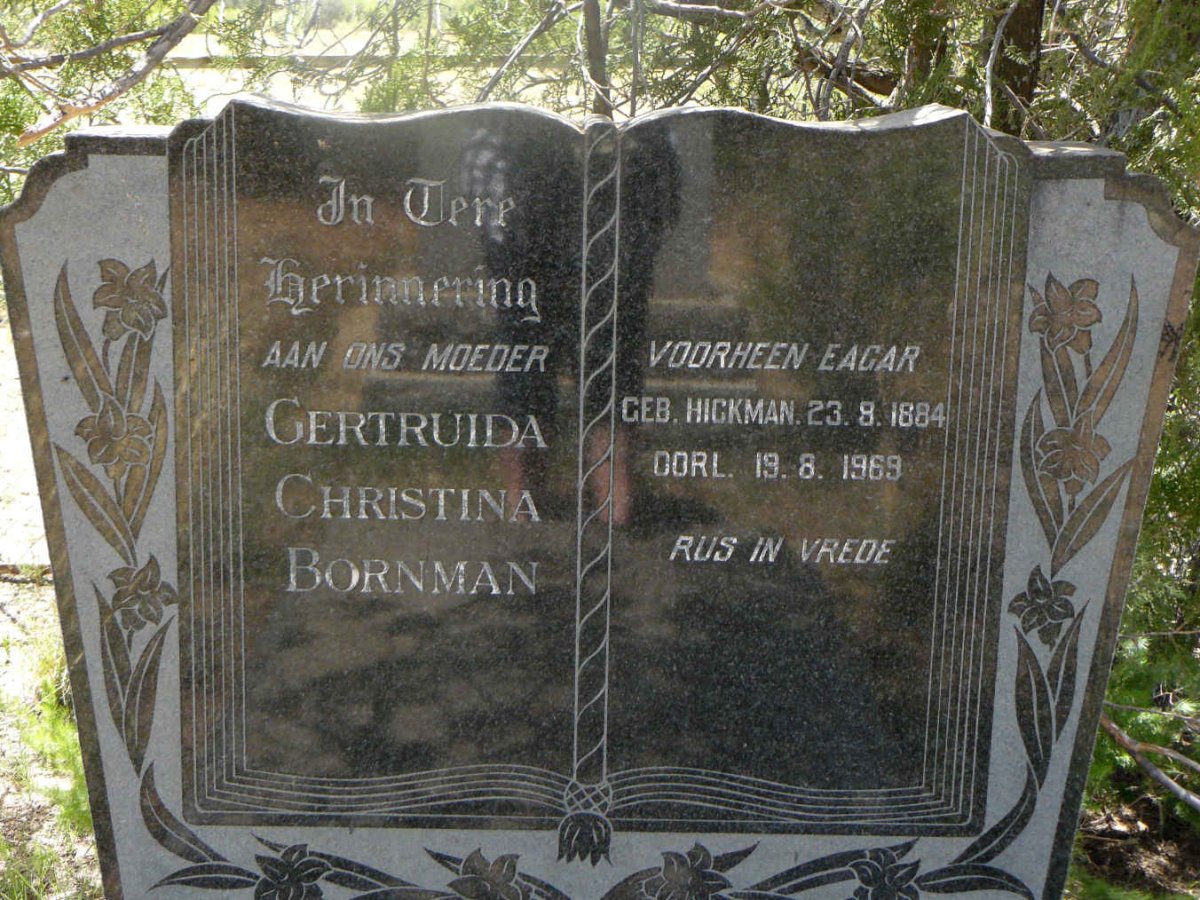 In Tere
Herinnering
AAN ONS MOEDER
GERTRUIDA
CHRISTINA
BORNMAN
VOORHEEN EAGAR
GEB. HICKMAN. 23. 8. 1884
OORL. 19. 8. 1969
RUS IN VREDE